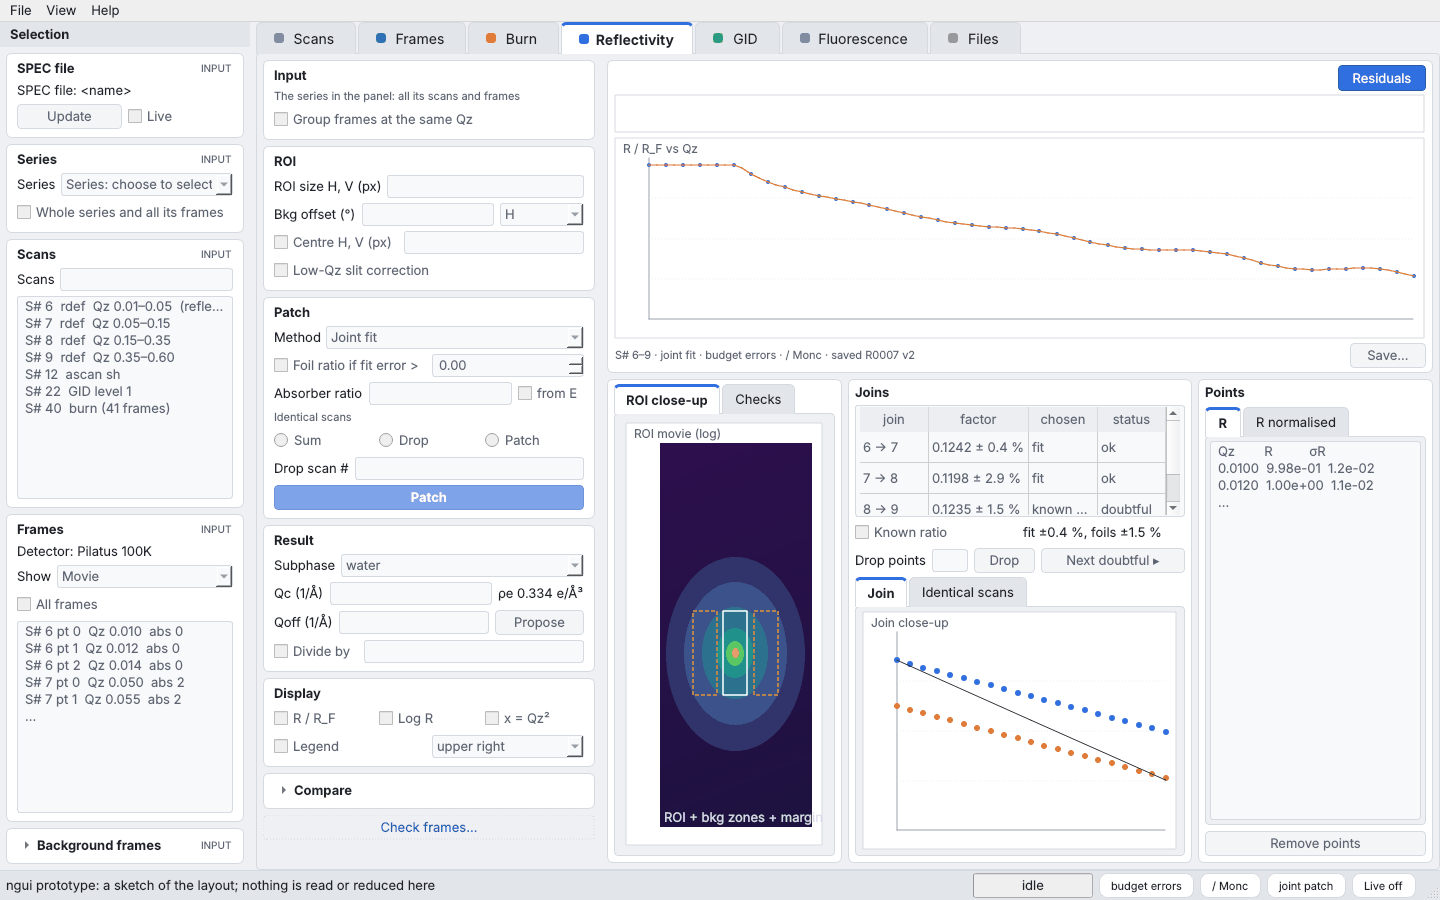 File View Help
Selection
SPEC file INPUT
SPEC file: <name>
Update Live
Series INPUT
Series Series: choose to select
Whole series and all its frames
Scans INPUT
Scans
S# 6 rdef Qz 0.01–0.05 (refle...
S# 7 rdef Qz 0.05–0.15
S# 8 rdef Qz 0.15–0.35
S# 9 rdef Qz 0.35–0.60
S# 12 ascan sh
S# 22 GID level 1
S# 40 burn (41 frames)
Frames INPUT
Detector: Pilatus 100K
Show Movie
All frames
S# 6 pt 0 Qz 0.010 abs 0
S# 6 pt 1 Qz 0.012 abs 0
S# 6 pt 2 Qz 0.014 abs 0
S# 7 pt 0 Qz 0.050 abs 2
S# 7 pt 1 Qz 0.055 abs 2
...
Background frames INPUT
Scans Frames Burn Reflectivity GID Fluorescence Files
Input
The series in the panel: all its scans and frames
Group frames at the same Qz
ROI
ROI size H, V (px)
Bkg offset (°) H
Centre H, V (px)
Low-Qz slit correction
Patch
Method Joint fit
Foil ratio if fit error > 0.00
Absorber ratio from E
Identical scans
Sum Drop Patch
Drop scan #
Patch
Result
Subphase water
Qc (1/Å) ρe 0.334 e/Å³
Qoff (1/Å) Propose
Divide by
Display
R / R_F Log R x = Qz²
Legend upper right
Compare
Check frames...
Residuals
R / R_F vs Qz
S# 6–9 · joint fit · budget errors · / Monc · saved R0007 v2
Save...
ROI close-up Checks
ROI movie (log)
ROI + bkg zones + margin
Joins
join factor chosen status
6 → 7 0.1242 ± 0.4 % fit ok
7 → 8 0.1198 ± 2.9 % fit ok
8 → 9 0.1235 ± 1.5 % known ... doubtful
Known ratio fit ±0.4 %, foils ±1.5 %
Drop points Drop Next doubtful ▸
Join Identical scans
Join close-up
Points
R R normalised
Qz R σR
0.0100 9.98e-01 1.2e-02
0.0120 1.00e+00 1.1e-02
...
Remove points
ngui prototype: a sketch of the layout; nothing is read or reduced here
idle budget errors / Monc joint patch Live off